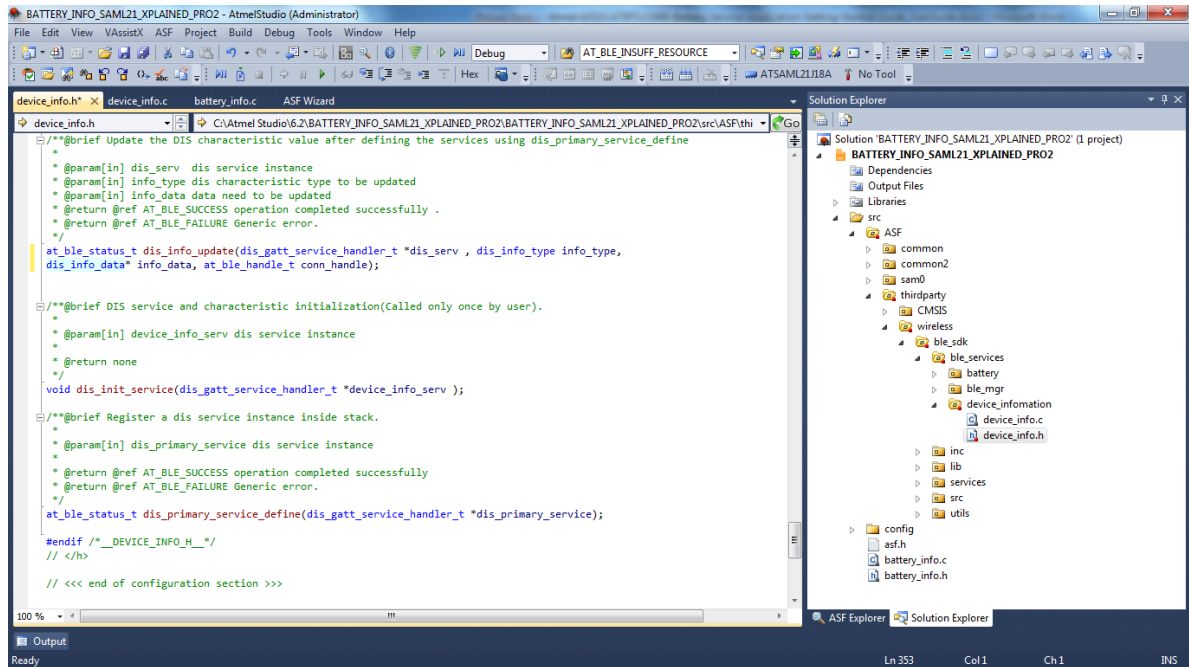 BATTERY_INFO_SAML21_XPLAINED_PRO2 - AtmelStudio (Administrator)
File Edit View VAssistX ASF Project Build Debug Tools Window Help
Debug AT_BLE_INSUFF_RESOURCE
Hex ATSAML21J18A No Tool
device_info.h* device_info.c battery_info.c ASF Wizard
device_info.h C:\Atmel Studio\6.2\BATTERY_INFO_SAML21_XPLAINED_PRO2\BATTERY_INFO_SAML21_XPLAINED_PRO2\src\ASF\thi Go
/**@brief Update the DIS characteristic value after defining the services using dis_primary_service_define
*
* @param[in] dis_serv  dis service instance
* @param[in] info_type dis characteristic type to be updated
* @param[in] info_data data need to be updated
* @return @ref AT_BLE_SUCCESS operation completed successfully .
* @return @ref AT_BLE_FAILURE Generic error.
*/
at_ble_status_t dis_info_update(dis_gatt_service_handler_t *dis_serv , dis_info_type info_type,
dis_info_data* info_data, at_ble_handle_t conn_handle);
/**@brief DIS service and characteristic initialization(Called only once by user).
*
* @param[in] device_info_serv dis service instance
*
* @return none
*/
void dis_init_service(dis_gatt_service_handler_t *device_info_serv );
/**@brief Register a dis service instance inside stack.
*
* @param[in] dis_primary_service dis service instance
*
* @return @ref AT_BLE_SUCCESS operation completed successfully
* @return @ref AT_BLE_FAILURE Generic error.
*/
at_ble_status_t dis_primary_service_define(dis_gatt_service_handler_t *dis_primary_service);
#endif /*__DEVICE_INFO_H__*/
// </h>
// <<< end of configuration section >>>
100 %
Solution Explorer
Solution 'BATTERY_INFO_SAML21_XPLAINED_PRO2' (1 project)
BATTERY_INFO_SAML21_XPLAINED_PRO2
Dependencies
Output Files
Libraries
src
ASF
common
common2
sam0
thirdparty
CMSIS
wireless
ble_sdk
ble_services
battery
ble_mgr
device_infomation
device_info.c
device_info.h
inc
lib
services
src
utils
config
asf.h
battery_info.c
battery_info.h
ASF Explorer Solution Explorer
Output
Ready Ln 353 Col 1 Ch 1 INS